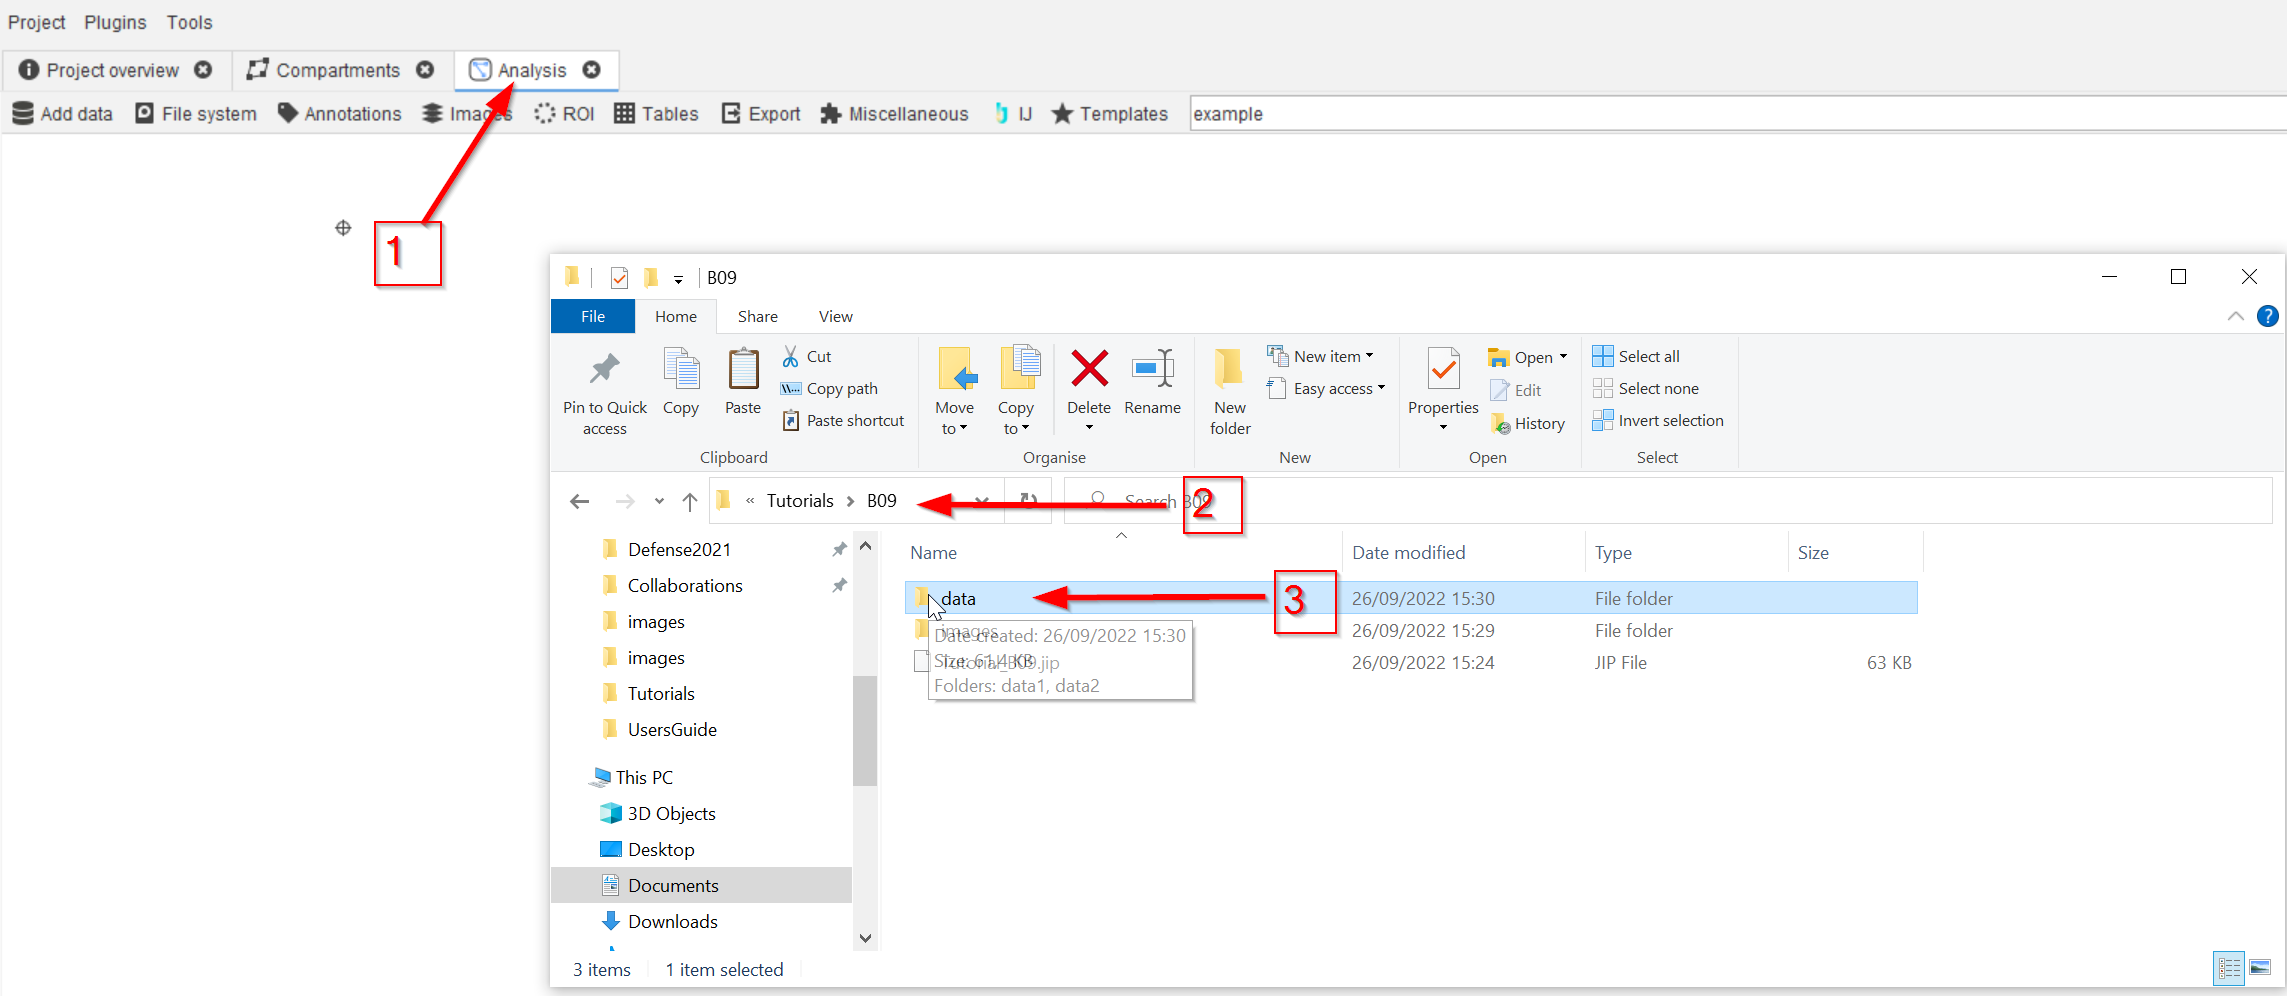 Project Plugins Tools
Project overview Compartments Analysis
Add data File system Annotations Images ROI Tables Export Miscellaneous IJ Templates example
1
B09
File Home Share View
Pin to Quick access
Copy
Paste
Cut
Copy path
Paste shortcut
Clipboard
Move to
Copy to
Delete
Rename
Organise
New folder
New item
Easy access
New
Properties
Open
Edit
History
Open
Select all
Select none
Invert selection
Select
« Tutorials > B09
Search B09
2
Defense2021
Collaborations
images
images
Tutorials
UsersGuide
This PC
3D Objects
Desktop
Documents
Downloads
Name Date modified Type Size
data 26/09/2022 15:30 File folder
3
images 26/09/2022 15:29 File folder
Tutorial_B09.jip 26/09/2022 15:24 JIP File 63 KB
Date created: 26/09/2022 15:30
Size: 61.4 KB
Folders: data1, data2
3 items 1 item selected